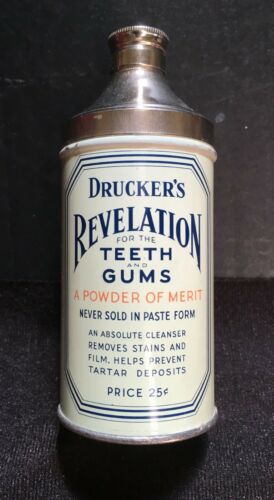 DRUCKER'S
REVELATION
FOR THE
TEETH
AND
GUMS
A POWDER OF MERIT
NEVER SOLD IN PASTE FORM
AN ABSOLUTE CLEANSER
REMOVES STAINS AND
FILM, HELPS PREVENT
TARTAR DEPOSITS
PRICE 25¢